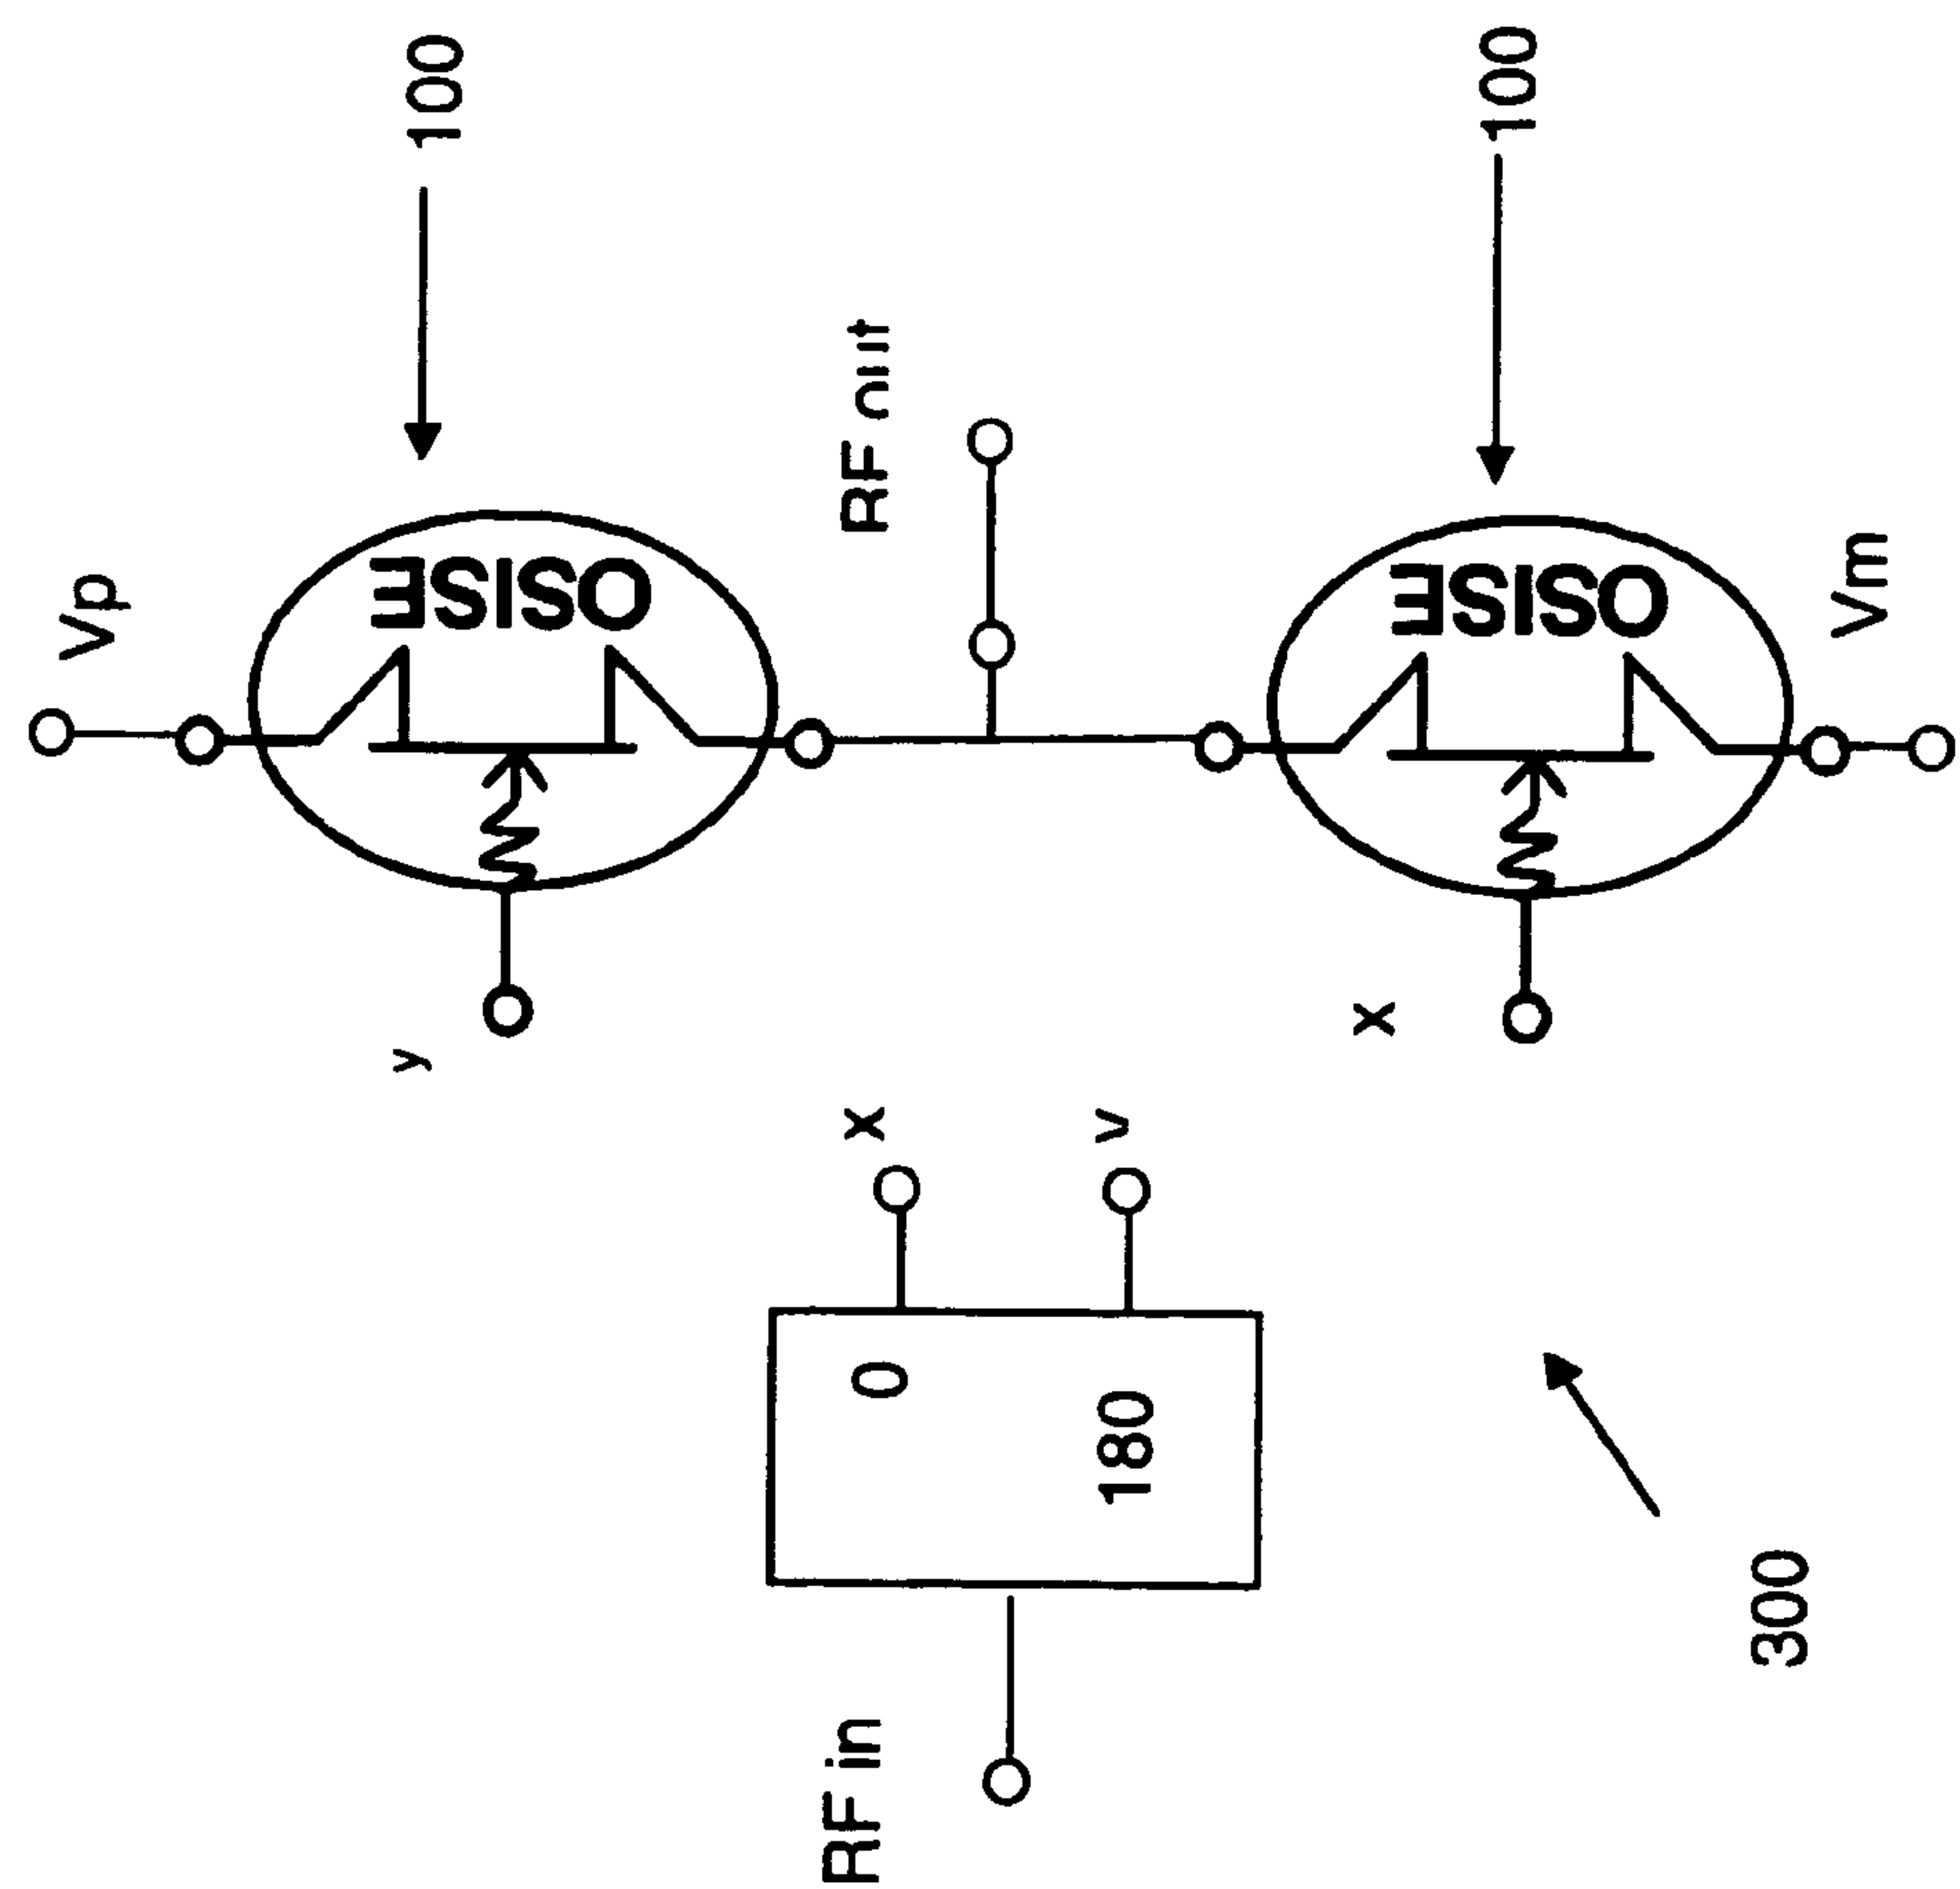 Vp
100
OSISE
y
RF out
RF in
x
0
v
180
x
100
OSISE
Vm
300